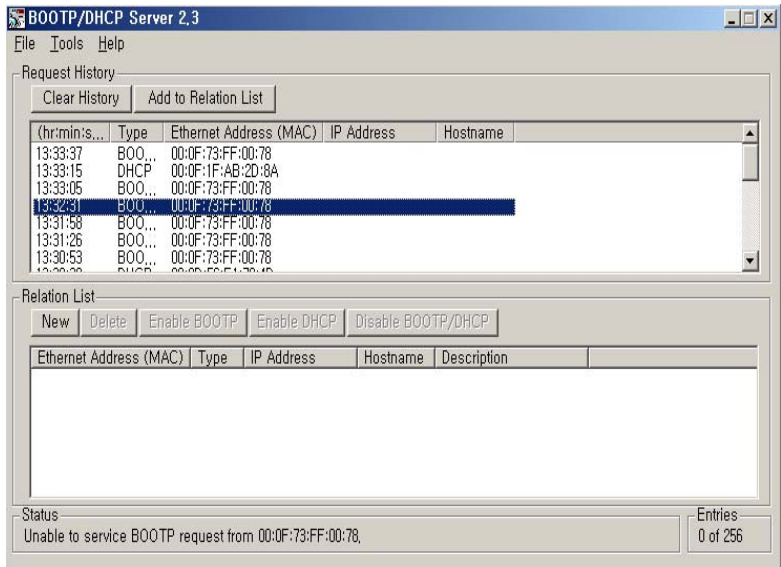 BOOTP/DHCP Server 2,3
File Tools Help
Request History
Clear History Add to Relation List
(hr:min:s... Type Ethernet Address (MAC) IP Address Hostname
13:33:37 BOO... 00:0F:73:FF:00:78
13:33:15 DHCP 00:0F:1F:AB:2D:8A
13:33:05 BOO... 00:0F:73:FF:00:78
13:32:31 BOO... 00:0F:73:FF:00:78
13:31:58 BOO... 00:0F:73:FF:00:78
13:31:26 BOO... 00:0F:73:FF:00:78
13:30:53 BOO... 00:0F:73:FF:00:78
DHCP
Relation List
New Delete Enable BOOTP Enable DHCP Disable BOOTP/DHCP
Ethernet Address (MAC) Type IP Address Hostname Description
Status
Unable to service BOOTP request from 00:0F:73:FF:00:78,
Entries
0 of 256